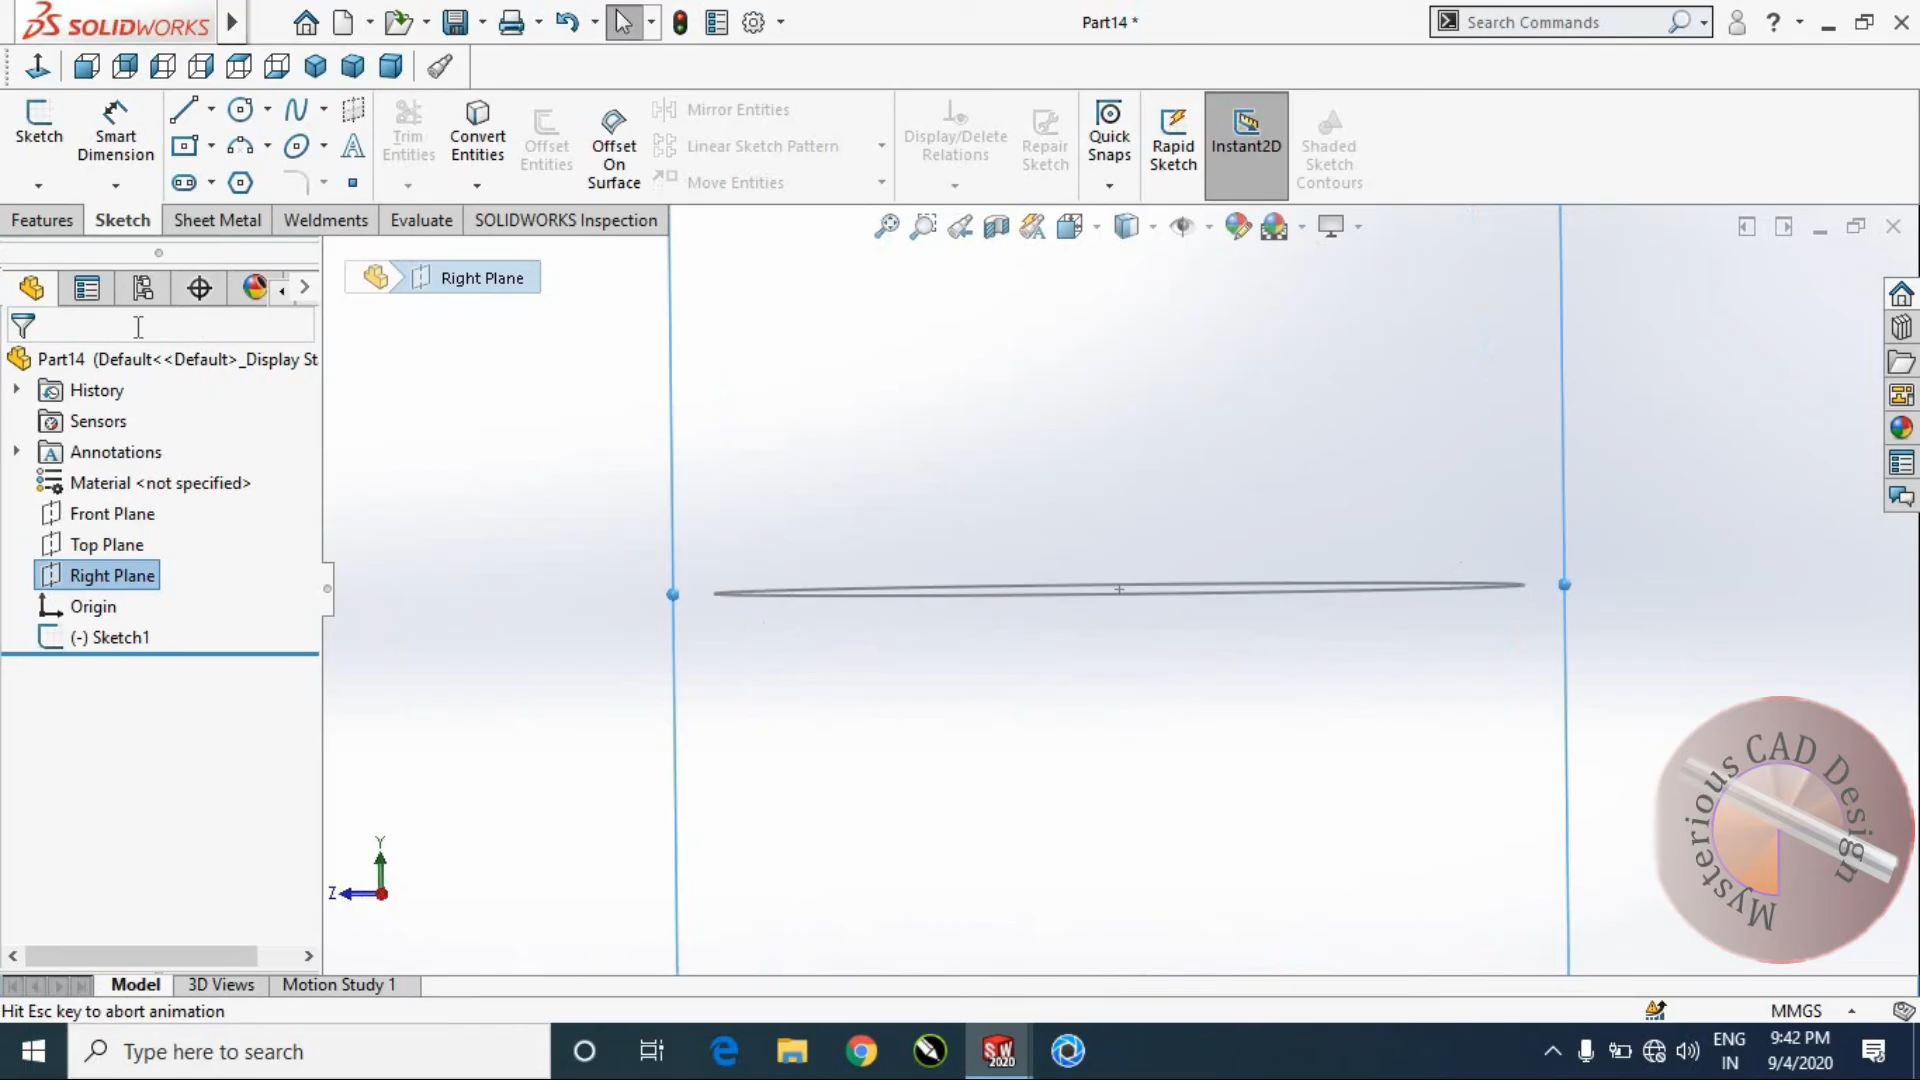 SOLIDWORKS
Part14 *
Search Commands
Sketch
Smart Dimension
Trim Entities
Convert Entities
Offset Entities
Offset On Surface
Mirror Entities
Linear Sketch Pattern
Move Entities
Display/Delete Relations
Repair Sketch
Quick Snaps
Rapid Sketch
Instant2D
Shaded Sketch Contours
Features
Sketch
Sheet Metal
Weldments
Evaluate
SOLIDWORKS Inspection
Right Plane
Part14 (Default<<Default>_Display St
History
Sensors
Annotations
Material <not specified>
Front Plane
Top Plane
Right Plane
Origin
(-) Sketch1
Y
Z
Mysterious CAD Design
Model
3D Views
Motion Study 1
Hit Esc key to abort animation
MMGS
Type here to search
SW
2020
ENG
IN
9:42 PM
9/4/2020